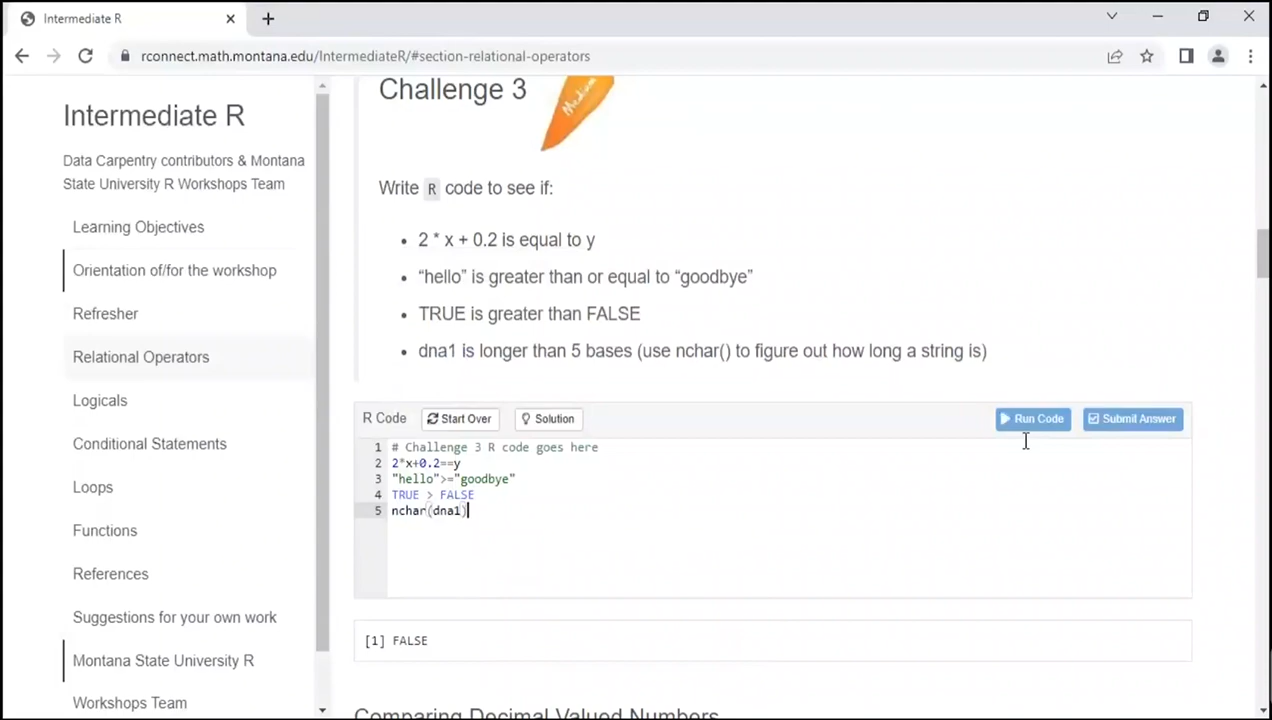 Intermediate R
rconnect.math.montana.edu/IntermediateR/#section-relational-operators
Intermediate R
Data Carpentry contributors & Montana
State University R Workshops Team
Learning Objectives
Orientation of/for the workshop
Refresher
Relational Operators
Logicals
Conditional Statements
Loops
Functions
References
Suggestions for your own work
Montana State University R
Workshops Team
Challenge 3
Medium
Write R code to see if:
• 2 * x + 0.2 is equal to y
• “hello” is greater than or equal to “goodbye”
• TRUE is greater than FALSE
• dna1 is longer than 5 bases (use nchar() to figure out how long a string is)
R Code Start Over Solution Run Code Submit Answer
1 # Challenge 3 R code goes here
2 2*x+0.2==y
3 "hello">="goodbye"
4 TRUE > FALSE
5 nchar(dna1)
[1] FALSE
Comparing Decimal Valued Numbers